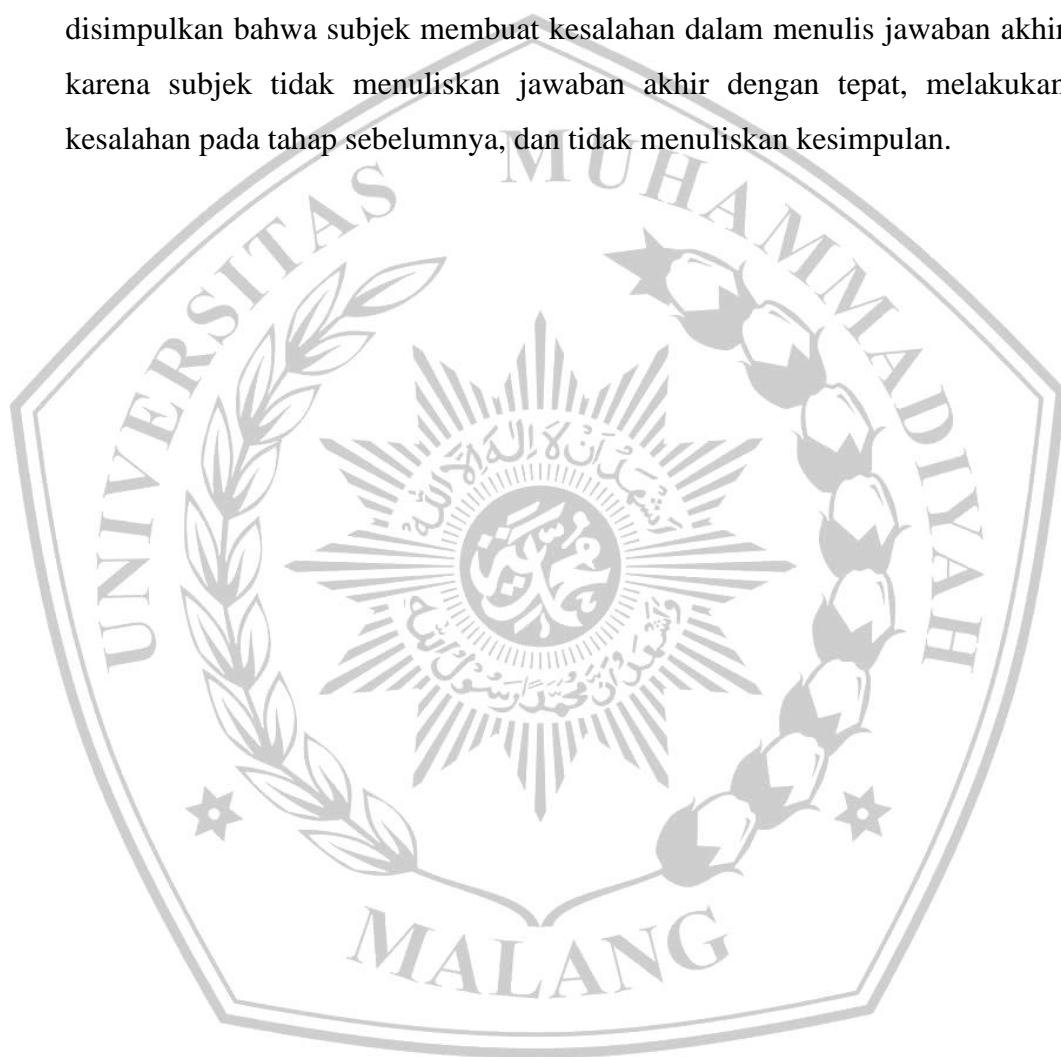 disimpulkan bahwa subjek membuat kesalahan dalam menulis jawaban akhir
karena subjek tidak menuliskan jawaban akhir dengan tepat, melakukan
kesalahan pada tahap sebelumnya, dan tidak menuliskan kesimpulan.
UNIVERSITAS MUHAMMADIYAH
MALANG